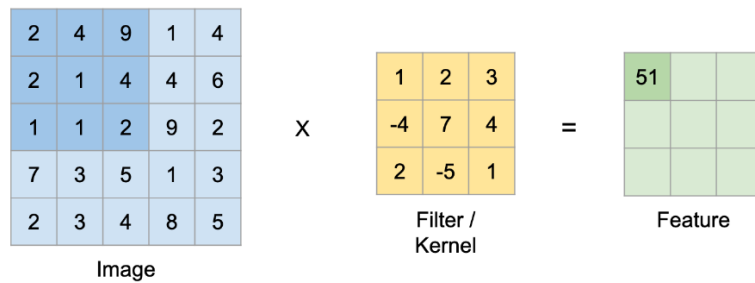 2 4 9 1 4
2 1 4 4 6
1 1 2 9 2
7 3 5 1 3
2 3 4 8 5
Image
x
1 2 3
-4 7 4
2 -5 1
Filter /
Kernel
=
51
Feature